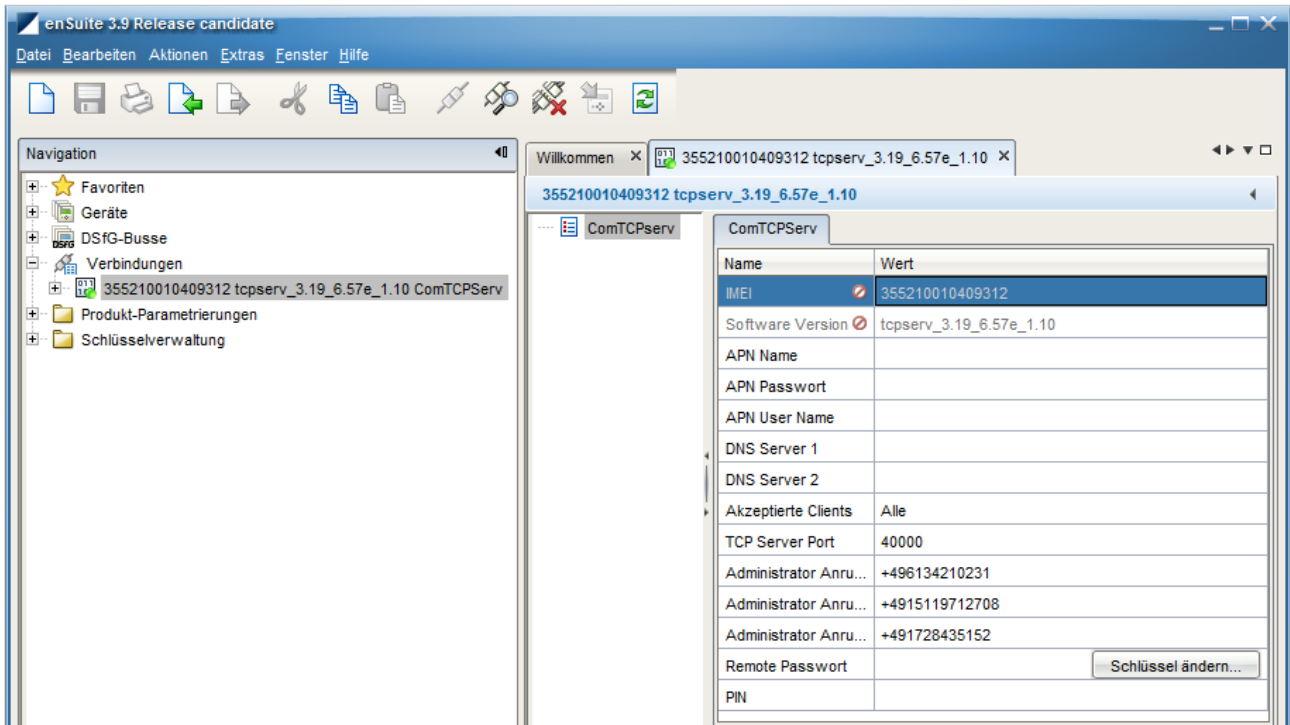 enSuite 3.9 Release candidate
Datei Bearbeiten Aktionen Extras Fenster Hilfe
Navigation
Favoriten
Geräte
DSfG DSfG-Busse
Verbindungen
355210010409312 tcpserv_3.19_6.57e_1.10 ComTCPServ
Produkt-Parametrierungen
Schlüsselverwaltung
Willkommen 355210010409312 tcpserv_3.19_6.57e_1.10
355210010409312 tcpserv_3.19_6.57e_1.10
ComTCPserv
ComTCPServ
Name Wert
IMEI 355210010409312
Software Version tcpserv_3.19_6.57e_1.10
APN Name
APN Passwort
APN User Name
DNS Server 1
DNS Server 2
Akzeptierte Clients Alle
TCP Server Port 40000
Administrator Anru... +496134210231
Administrator Anru... +4915119712708
Administrator Anru... +491728435152
Remote Passwort Schlüssel ändern...
PIN